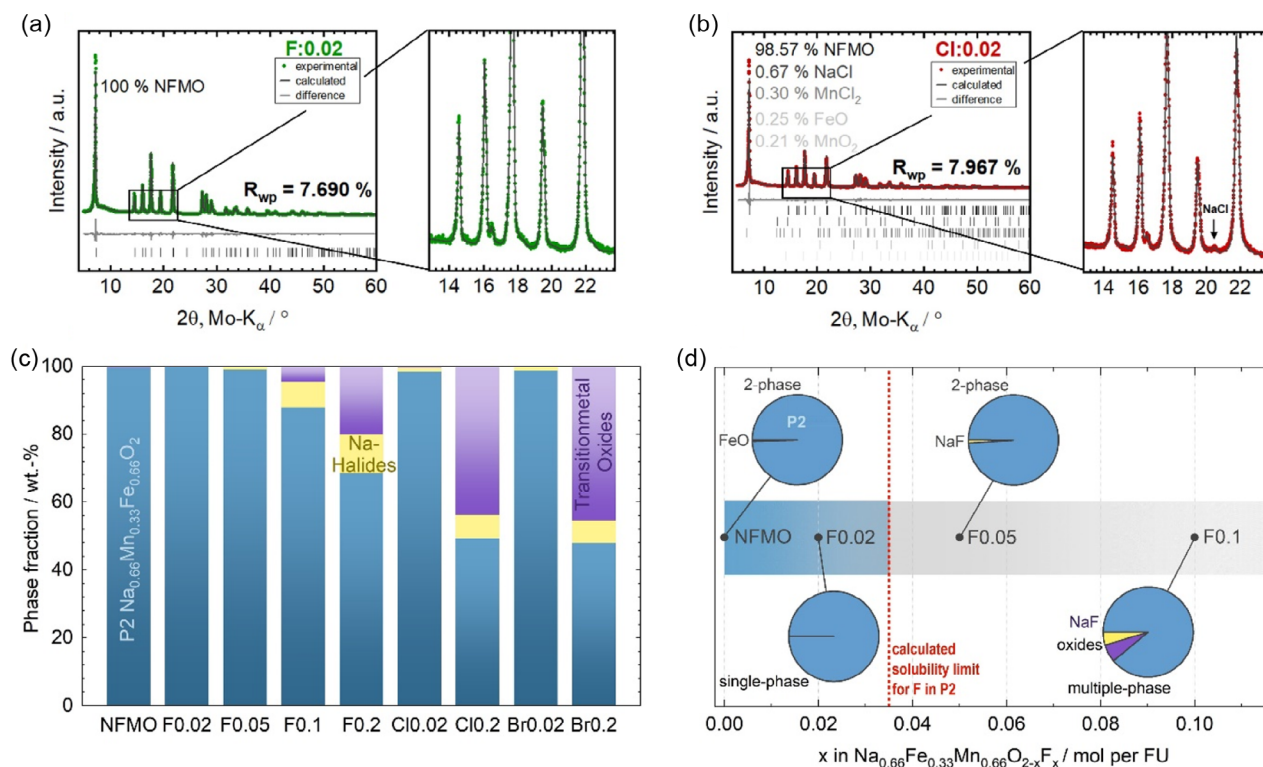 (a)
F:0.02
experimental
calculated
difference
100 % NFMO
Rwp = 7.690 %
Intensity / a.u.
10 20 30 40 50 60
14 16 18 20 22
2θ, Mo-Kα / °
(b)
98.57 % NFMO
0.67 % NaCl
0.30 % MnCl2
0.25 % FeO
0.21 % MnO2
Cl:0.02
experimental
calculated
difference
Rwp = 7.967 %
NaCl
Intensity / a.u.
10 20 30 40 50 60
14 16 18 20 22
2θ, Mo-Kα / °
(c)
Phase fraction / wt.-%
100
80
60
40
20
0
P2 Na0.66Mn0.33Fe0.66O2
Na-
Halides
Transitionmetal
Oxides
NFMO F0.02 F0.05 F0.1 F0.2 Cl0.02 Cl0.2 Br0.02 Br0.2
(d)
2-phase
P2
FeO
2-phase
NaF
NFMO
F0.02
F0.05
F0.1
single-phase
calculated
solubility limit
for F in P2
NaF
oxides
multiple-phase
0.00 0.02 0.04 0.06 0.08 0.10
x in Na0.66Fe0.33Mn0.66O2-xFx / mol per FU